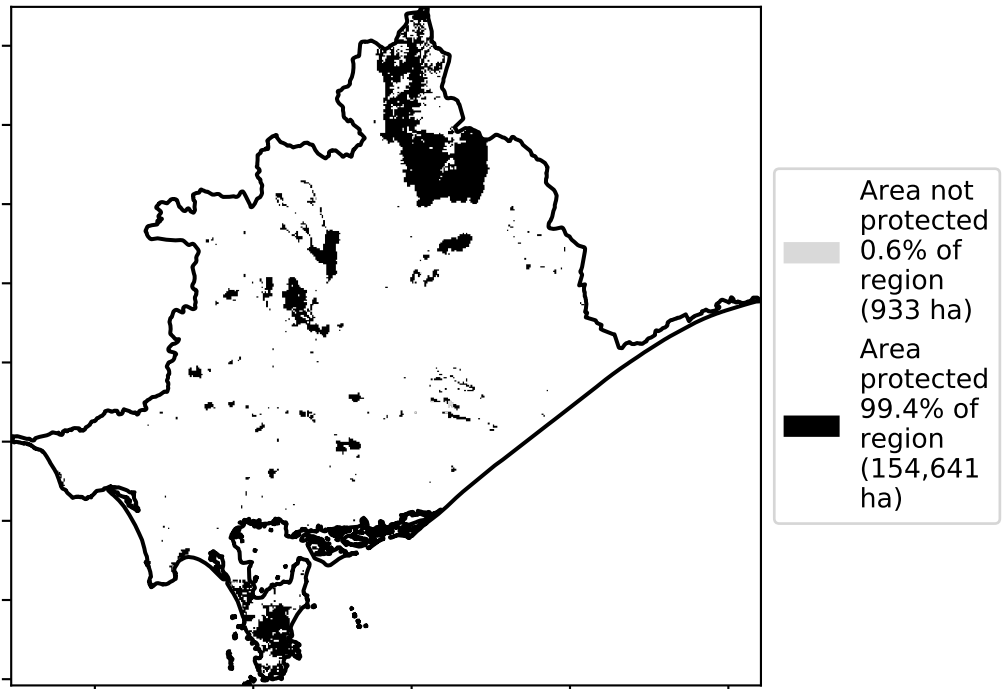 Area not
protected
0.6% of
region
(933 ha)
Area
protected
99.4% of
region
(154,641
ha)